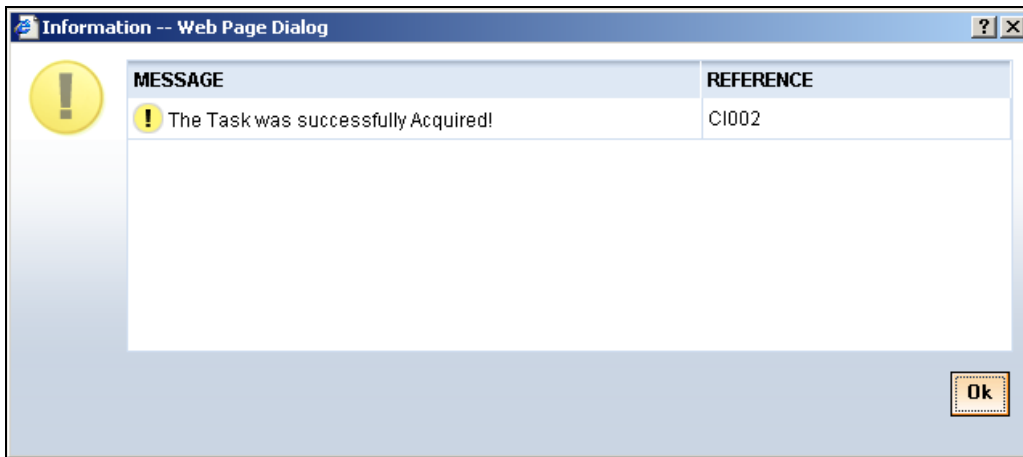 Information -- Web Page Dialog
MESSAGE REFERENCE
! The Task was successfully Acquired! CI002
Ok